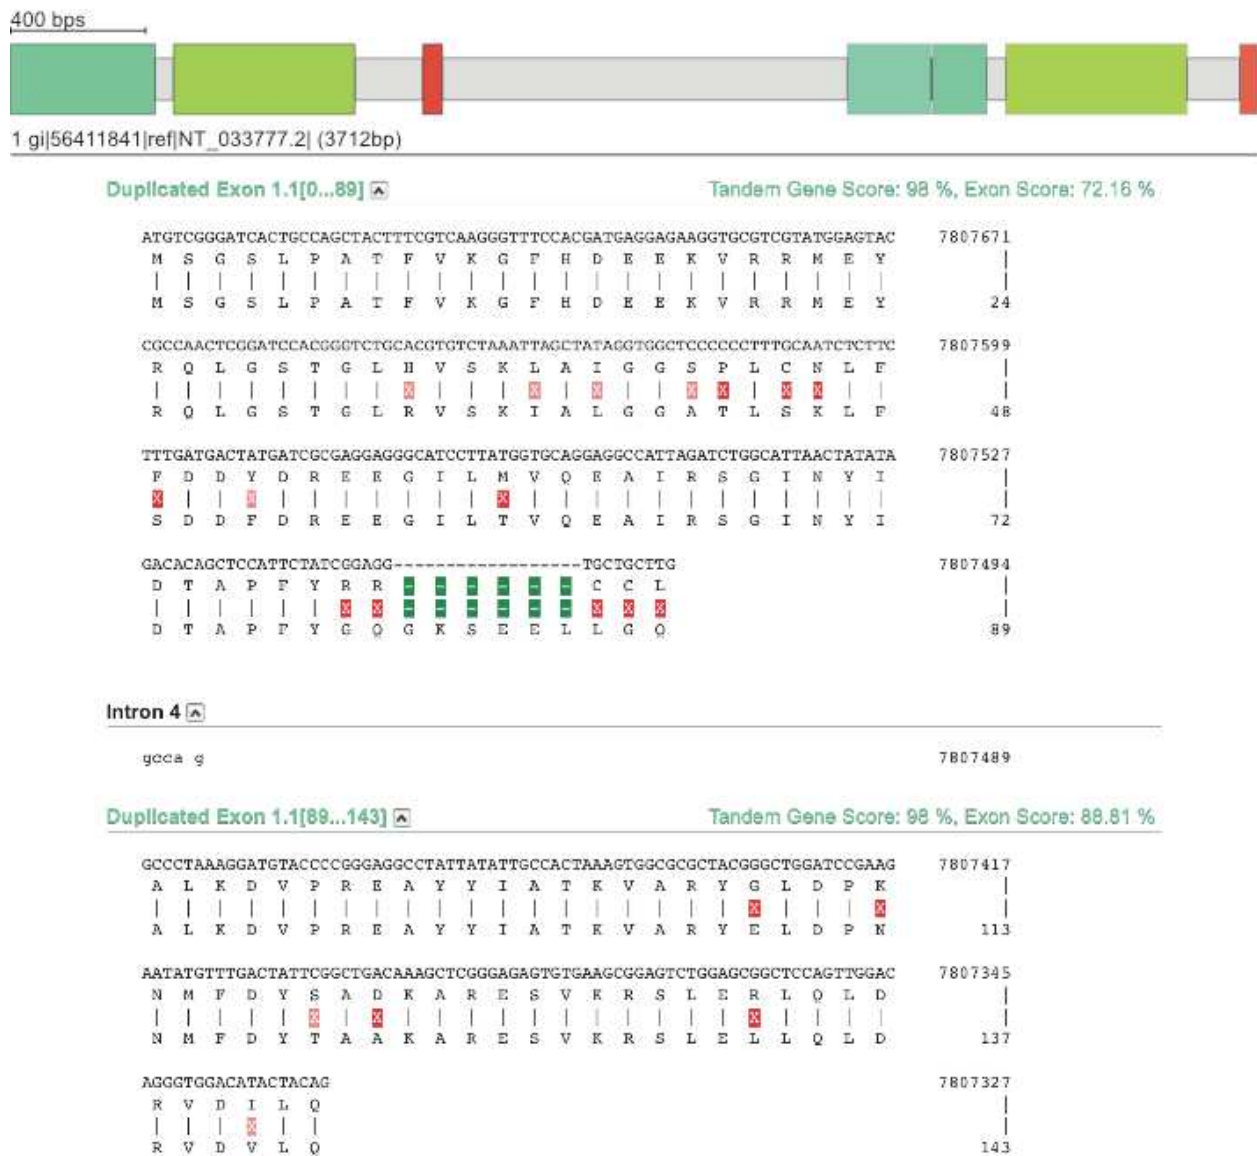 400 bps
1 gi|56411841|ref|NT_033777.2| (3712bp)
Duplicated Exon 1.1[0...89] Tandem Gene Score: 98 %, Exon Score: 72.16 %
ATGTCGGGATCACTGCCAGCTACTTTCGTCAAGGGTTTCCACGATGAGGAGAAGGTGCGTCGTATGGAGTAC 7807671
M S G S L P A T F V K G F H D E E K V R R M E Y |
| | | | | | | | | | | | | | | | | | | | | | | | |
M S G S L P A T F V K G F H D E E K V R R M E Y 24
CGCCAACTCGGATCCACGGGTCTGCACGTGTCTAAATTAGCTATAGGTGGCTCCCCCCTTTGCAATCTCTTC 7807599
R Q L G S T G L H V S K L A I G G S P L C N L F |
| | | | | | | | X | | | X | X | | X X | X X | | |
R Q L G S T G L R V S K I A L G G A T L S K L F 48
TTTGATGACTATGATCGCGAGGAGGGCATCCTTATGGTGCAGGAGGCCATTAGATCTGGCATTAACTATATA 7807527
F D D Y D R E E G I L M V Q E A I R S G I N Y I |
X | | X | | | | | | | X | | | | | | | | | | | | |
S D D F D R E E G I L T V Q E A I R S G I N Y I 72
GACACAGCTCCATTCTATCGGAGG------------------TGCTGCTTG 7807494
D T A P F Y R R - - - - - - C C L |
| | | | | | X X - - - - - - X X X |
D T A P F Y G Q G K S E E L L G Q 89
Intron 4
gcca g 7807489
Duplicated Exon 1.1[89...143] Tandem Gene Score: 98 %, Exon Score: 88.81 %
GCCCTAAAGGATGTACCCCGGGAGGCCTATTATATTGCCACTAAAGTGGCGCGCTACGGGCTGGATCCGAAG 7807417
A L K D V P R E A Y Y I A T K V A R Y G L D P K |
| | | | | | | | | | | | | | | | | | | X | | | X |
A L K D V P R E A Y Y I A T K V A R Y E L D P N 113
AATATGTTTGACTATTCGGCTGACAAAGCTCGGGAGAGTGTGAAGCGGAGTCTGGAGCGGCTCCAGTTGGAC 7807345
N M F D Y S A D K A R E S V K R S L E R L Q L D |
| | | | | X | X | | | | | | | | | | | X | | | | |
N M F D Y T A A K A R E S V K R S L E L L Q L D 137
AGGGTGGACATACTACAG 7807327
R V D I L Q |
| | | X | | |
R V D V L Q 143